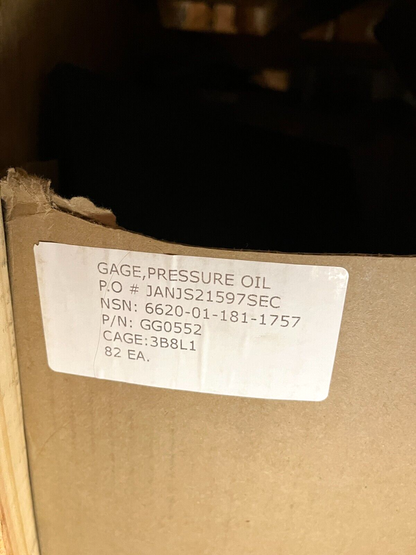 GAGE,PRESSURE OIL
P.O # JANJS21597SEC
NSN: 6620-01-181-1757
P/N: GG0552
CAGE:3B8L1
82 EA.